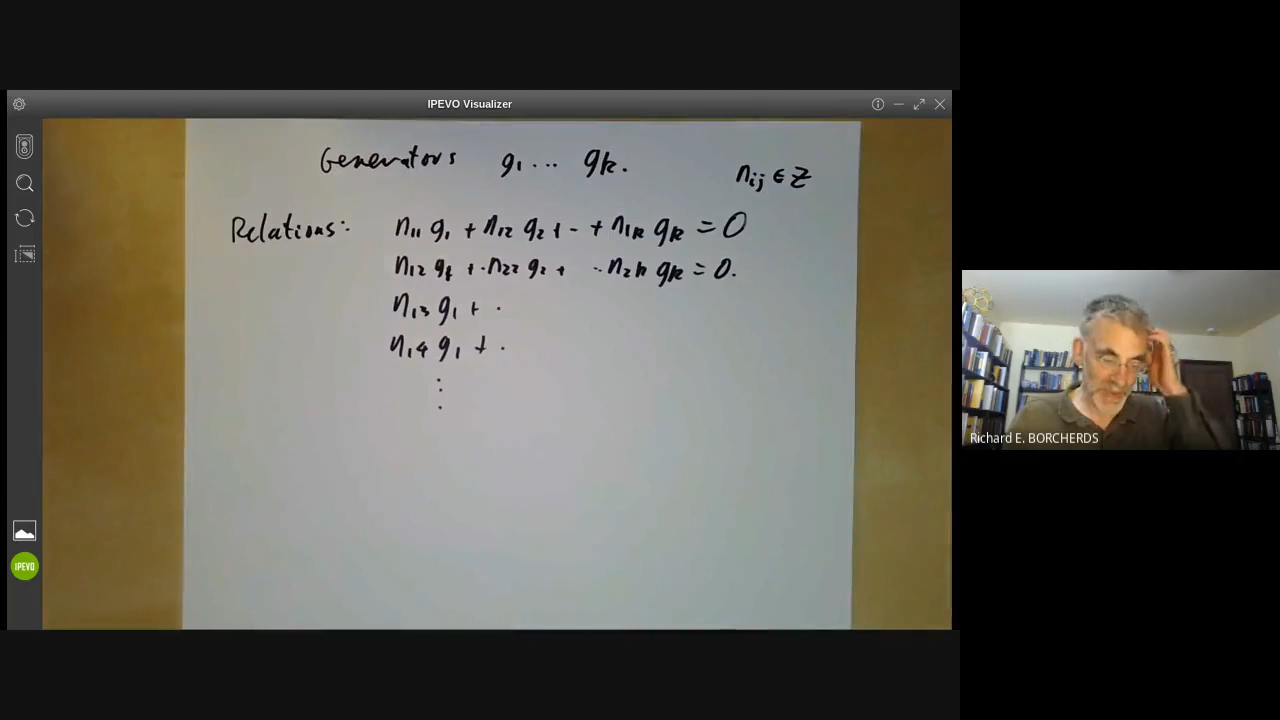 IPEVO Visualizer
Generators g₁ ... gₖ.
nᵢⱼ ∈ Z
Relations: n₁₁ g₁ + n₁₂ g₂ + - + n₁ₖ gₖ = 0
n₁₂ g₁ + n₂₂ g₂ + .. n₂ₖ gₖ = 0.
n₁₃ g₁ + .
n₁₄ g₁ + .
⋮
IPEVO
Richard E. BORCHERDS